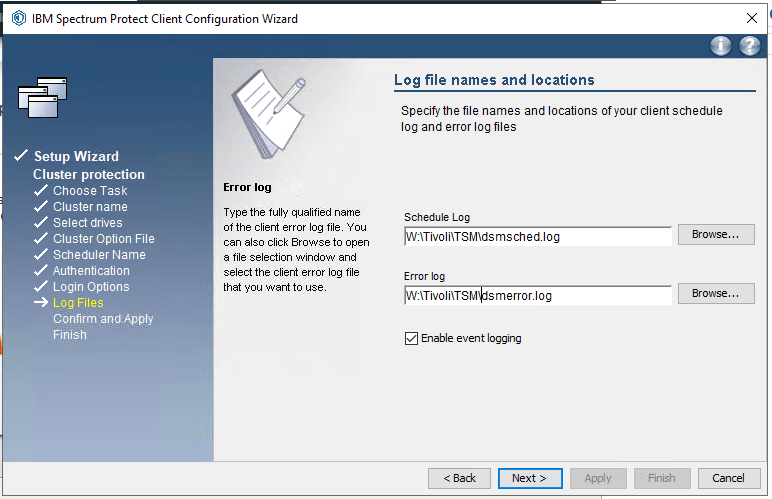 IBM Spectrum Protect Client Configuration Wizard
Setup Wizard
Cluster protection
Choose Task
Cluster name
Select drives
Cluster Option File
Scheduler Name
Authentication
Login Options
Log Files
Confirm and Apply
Finish
Error log
Type the fully qualified name
of the client error log file. You
can also click Browse to open
a file selection window and
select the client error log file
that you want to use.
Log file names and locations
Specify the file names and locations of your client schedule
log and error log files
Schedule Log
W:\Tivoli\TSM\dsmsched.log
Browse...
Error log
W:\Tivoli\TSM\dsmerror.log
Browse...
Enable event logging
< Back
Next >
Apply
Finish
Cancel